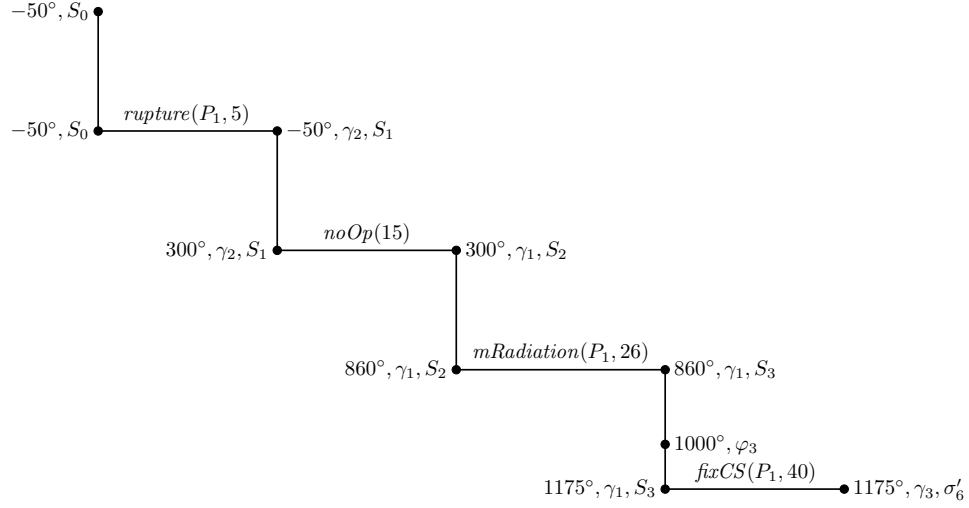 −50°, S₀
rupture(P₁, 5)
−50°, S₀ −50°, γ₂, S₁
noOp(15)
300°, γ₂, S₁ 300°, γ₁, S₂
mRadiation(P₁, 26)
860°, γ₁, S₂ 860°, γ₁, S₃
1000°, φ₃
fixCS(P₁, 40)
1175°, γ₁, S₃ 1175°, γ₃, σ′₆